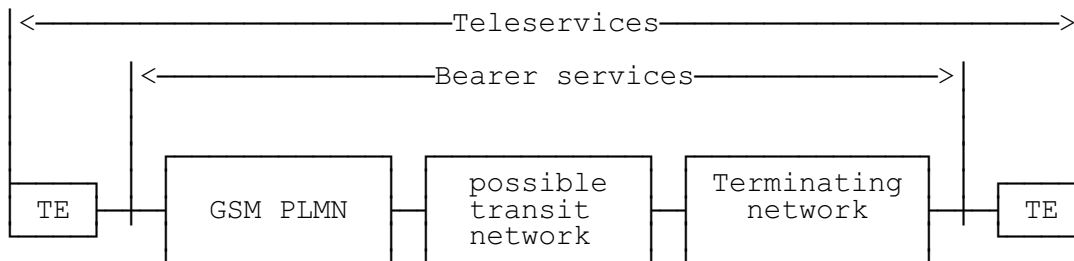 Teleservices
Bearer services
TE
GSM PLMN
possible
transit
network
Terminating
network
TE